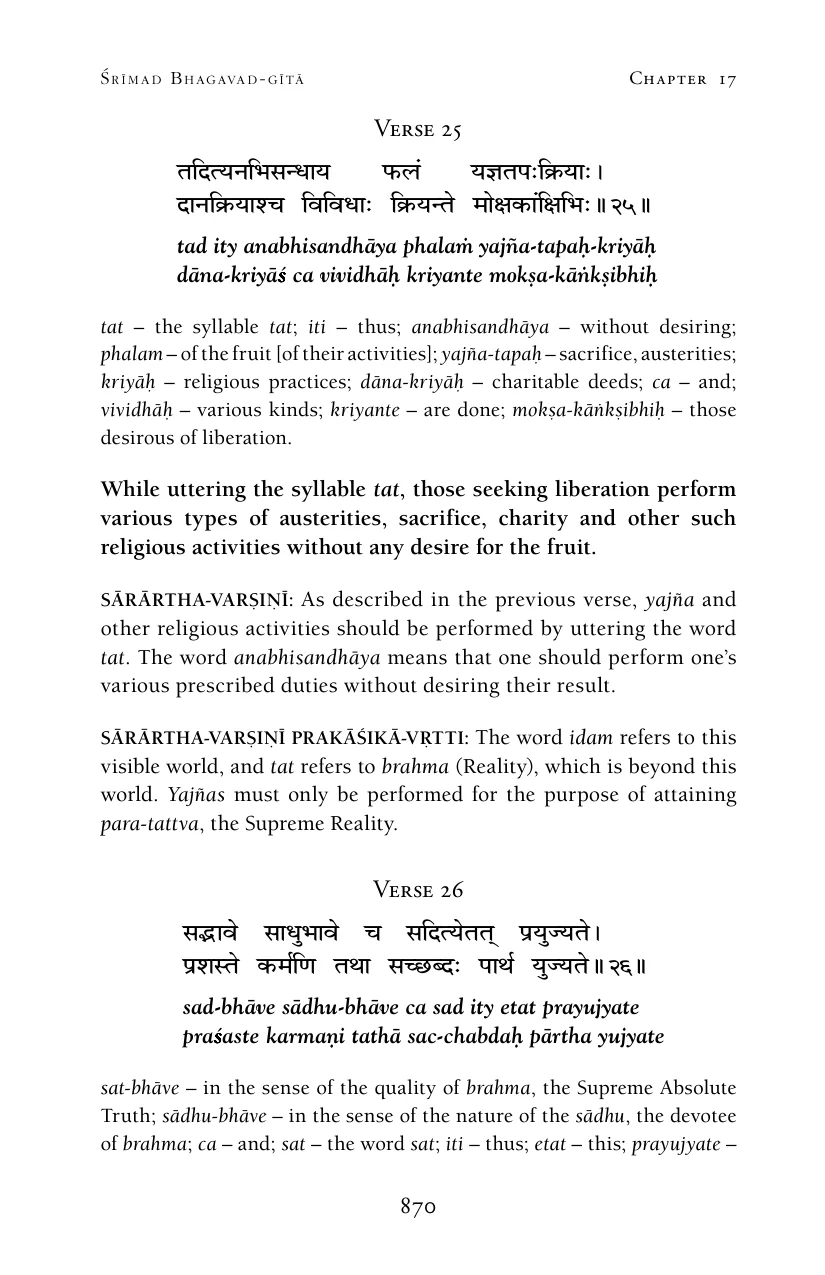 Śrīmad Bhagavad-gītā Chapter 17
Verse 25
तदित्यनभिसन्धाय फलं यज्ञतपःक्रियाः।
दानक्रियाश्च विविधाः क्रियन्ते मोक्षकांक्षिभिः॥२५॥
tad ity anabhisandhāya phalaṁ yajña-tapaḥ-kriyāḥ
dāna-kriyāś ca vividhāḥ kriyante mokṣa-kāṅkṣibhiḥ
tat – the syllable tat; iti – thus; anabhisandhāya – without desiring;
phalam – of the fruit [of their activities]; yajña-tapaḥ – sacrifice, austerities;
kriyāḥ – religious practices; dāna-kriyāḥ – charitable deeds; ca – and;
vividhāḥ – various kinds; kriyante – are done; mokṣa-kāṅkṣibhiḥ – those
desirous of liberation.
While uttering the syllable tat, those seeking liberation perform
various types of austerities, sacrifice, charity and other such
religious activities without any desire for the fruit.
SĀRĀRTHA-VARṢIṆĪ: As described in the previous verse, yajña and
other religious activities should be performed by uttering the word
tat. The word anabhisandhāya means that one should perform one’s
various prescribed duties without desiring their result.
SĀRĀRTHA-VARṢIṆĪ PRAKĀŚIKĀ-VṚTTI: The word idam refers to this
visible world, and tat refers to brahma (Reality), which is beyond this
world. Yajñas must only be performed for the purpose of attaining
para-tattva, the Supreme Reality.
Verse 26
सद्भावे साधुभावे च सदित्येतत् प्रयुज्यते।
प्रशस्ते कर्मणि तथा सच्छब्दः पार्थ युज्यते॥२६॥
sad-bhāve sādhu-bhāve ca sad ity etat prayujyate
praśaste karmaṇi tathā sac-chabdaḥ pārtha yujyate
sat-bhāve – in the sense of the quality of brahma, the Supreme Absolute
Truth; sādhu-bhāve – in the sense of the nature of the sādhu, the devotee
of brahma; ca – and; sat – the word sat; iti – thus; etat – this; prayujyate –
870